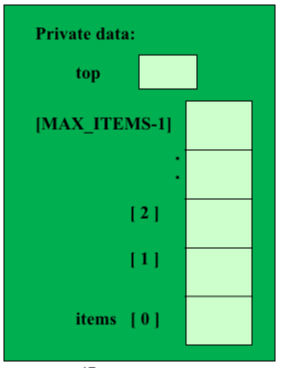 Private data:
top
[MAX_ITEMS-1]
.
.
[ 2 ]
[ 1 ]
items [ 0 ]